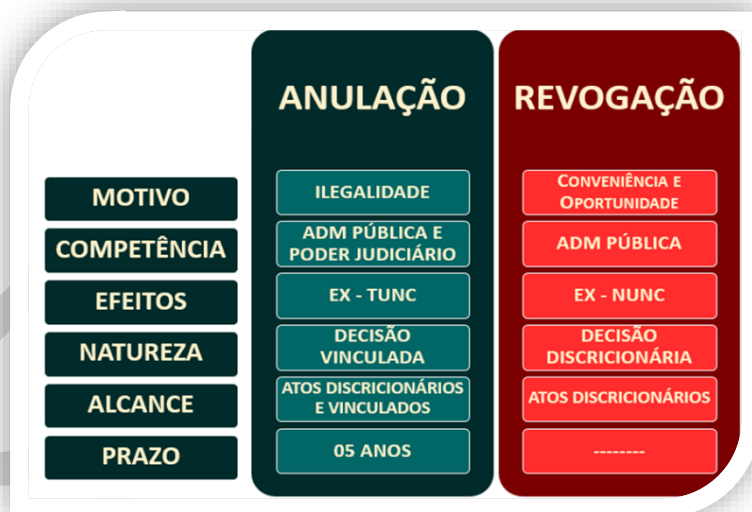 ANULAÇÃO
REVOGAÇÃO
MOTIVO
ILEGALIDADE
CONVENIÊNCIA E
OPORTUNIDADE
COMPETÊNCIA
ADM PÚBLICA E
PODER JUDICIÁRIO
ADM PÚBLICA
EFEITOS
EX - TUNC
EX - NUNC
NATUREZA
DECISÃO
VINCULADA
DECISÃO
DISCRICIONÁRIA
ALCANCE
ATOS DISCRICIONÁRIOS
E VINCULADOS
ATOS DISCRICIONÁRIOS
PRAZO
05 ANOS
--------